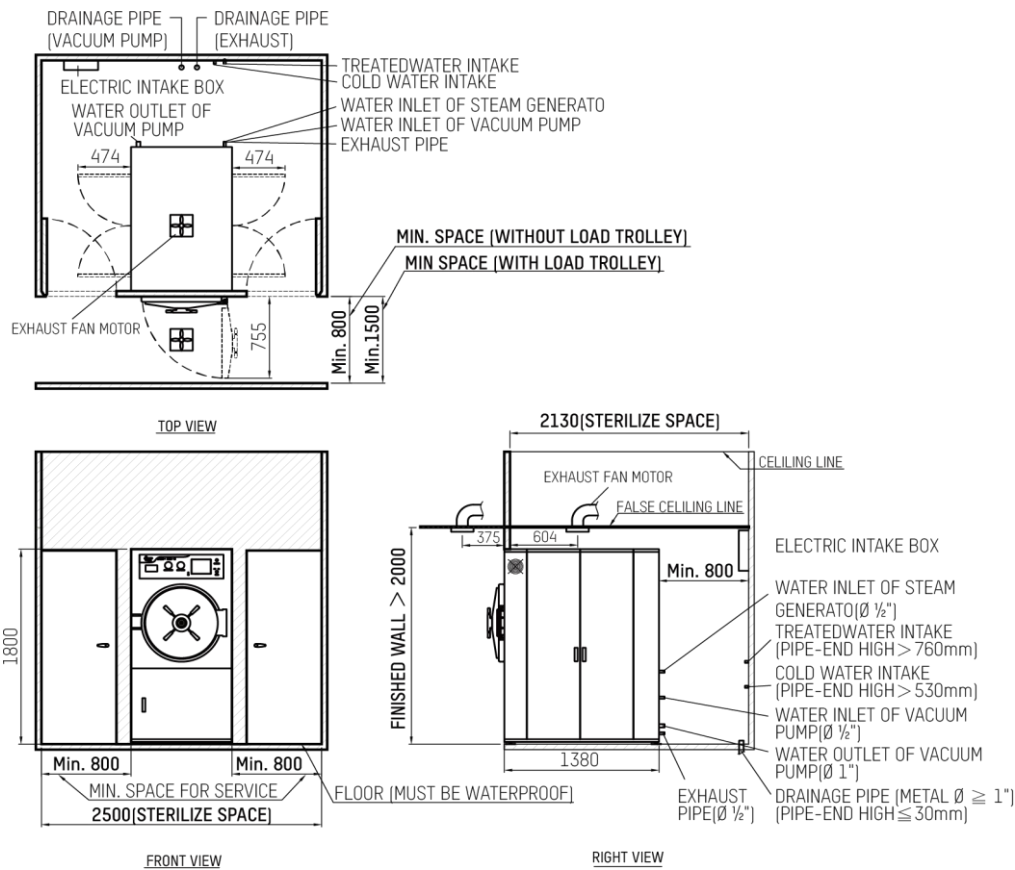 DRAINAGE PIPE
(VACUUM PUMP)
DRAINAGE PIPE
(EXHAUST)
TREATEDWATER INTAKE
COLD WATER INTAKE
ELECTRIC INTAKE BOX
WATER OUTLET OF
VACUUM PUMP
WATER INLET OF STEAM GENERATO
WATER INLET OF VACUUM PUMP
EXHAUST PIPE
474
474
MIN. SPACE (WITHOUT LOAD TROLLEY)
MIN SPACE (WITH LOAD TROLLEY)
EXHAUST FAN MOTOR
755
Min. 800
Min.1500
TOP VIEW
2130(STERILIZE SPACE)
CELILING LINE
EXHAUST FAN MOTOR
FALSE CELILING LINE
375
604
ELECTRIC INTAKE BOX
Min. 800
WATER INLET OF STEAM
GENERATO(Ø ½")
TREATEDWATER INTAKE
(PIPE-END HIGH > 760mm)
COLD WATER INTAKE
(PIPE-END HIGH > 530mm)
WATER INLET OF VACUUM
PUMP(Ø ½")
WATER OUTLET OF VACUUM
PUMP(Ø 1")
DRAINAGE PIPE (METAL Ø ≧ 1")
(PIPE-END HIGH ≦ 30mm)
EXHAUST
PIPE(Ø ½")
FINISHED WALL > 2000
1380
RIGHT VIEW
1800
Min. 800
Min. 800
MIN. SPACE FOR SERVICE
FLOOR (MUST BE WATERPROOF)
2500(STERILIZE SPACE)
FRONT VIEW